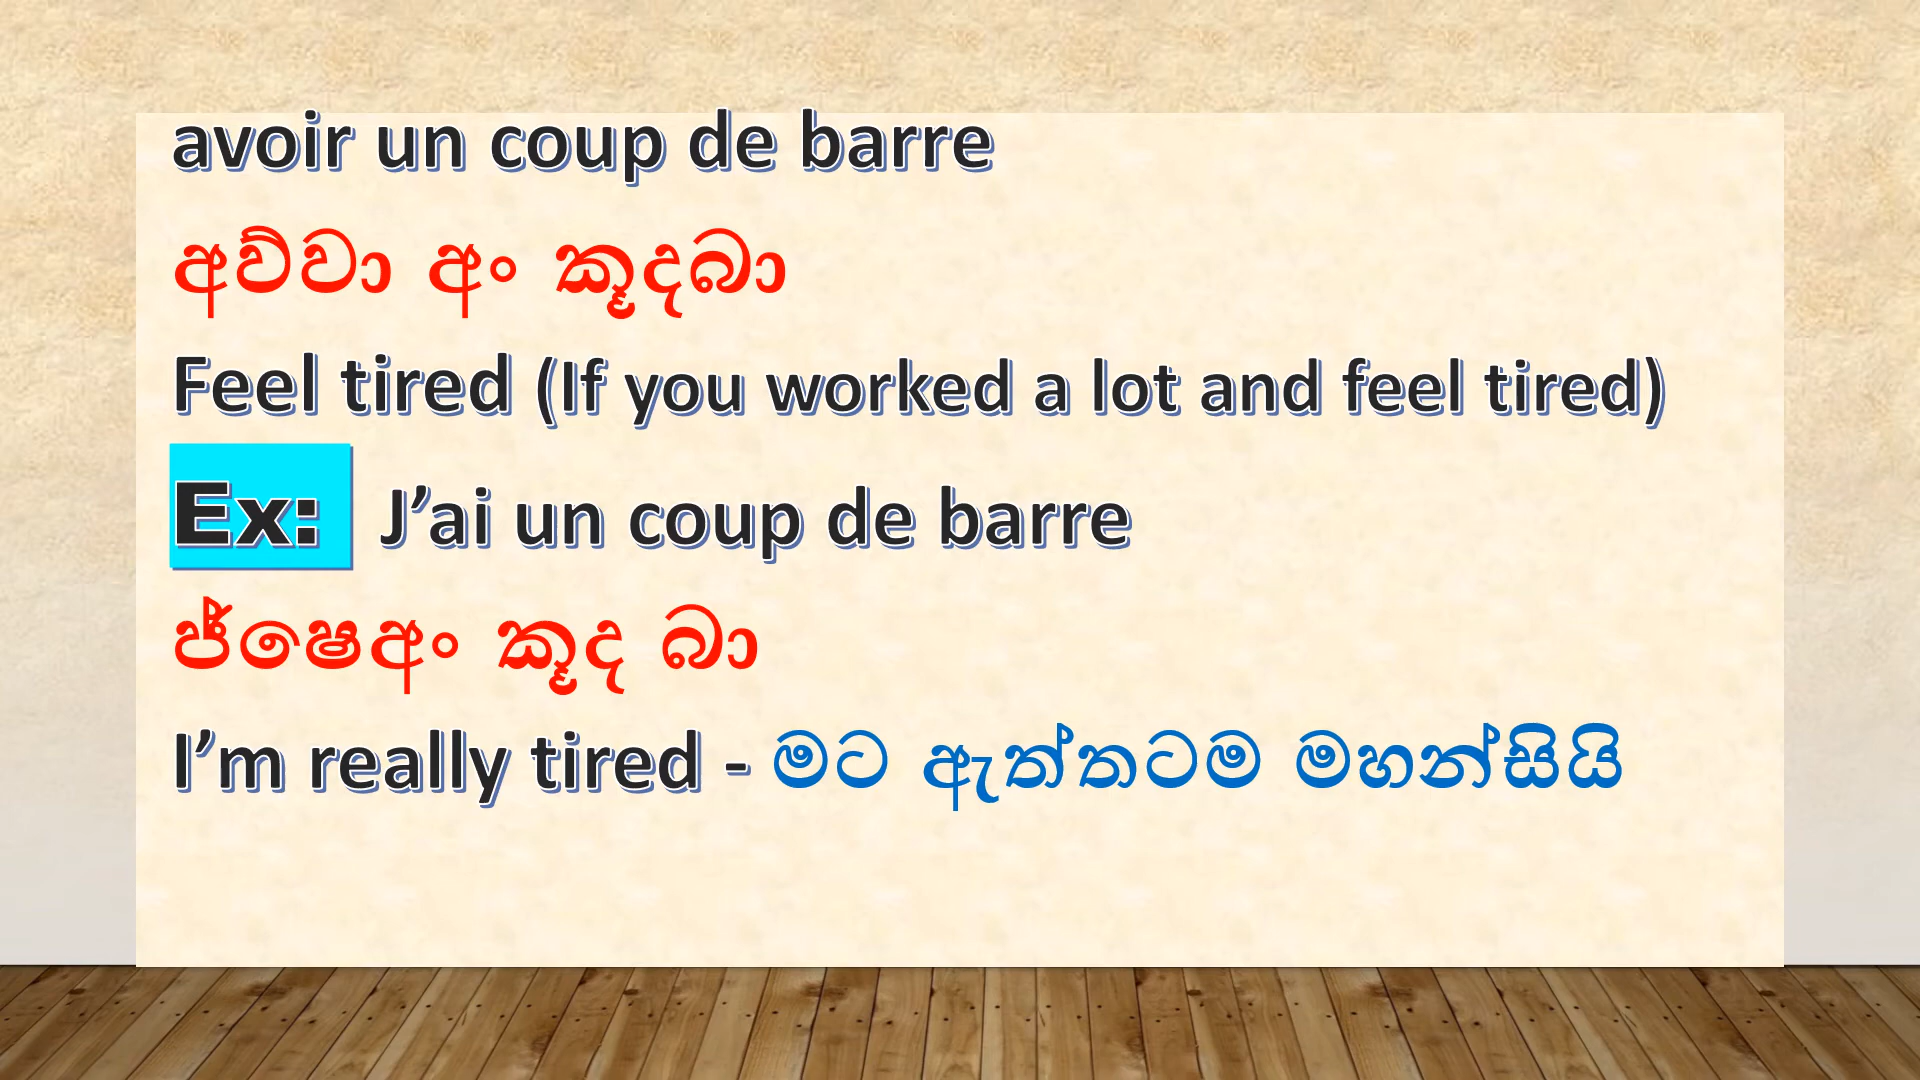 avoir un coup de barre
අව්වා අං කූදබා
Feel tired (If you worked a lot and feel tired)
Ex: J’ai un coup de barre
ජ්ෂෙඅං කූද බා
I’m really tired - මට ඇත්තටම මහන්සියි